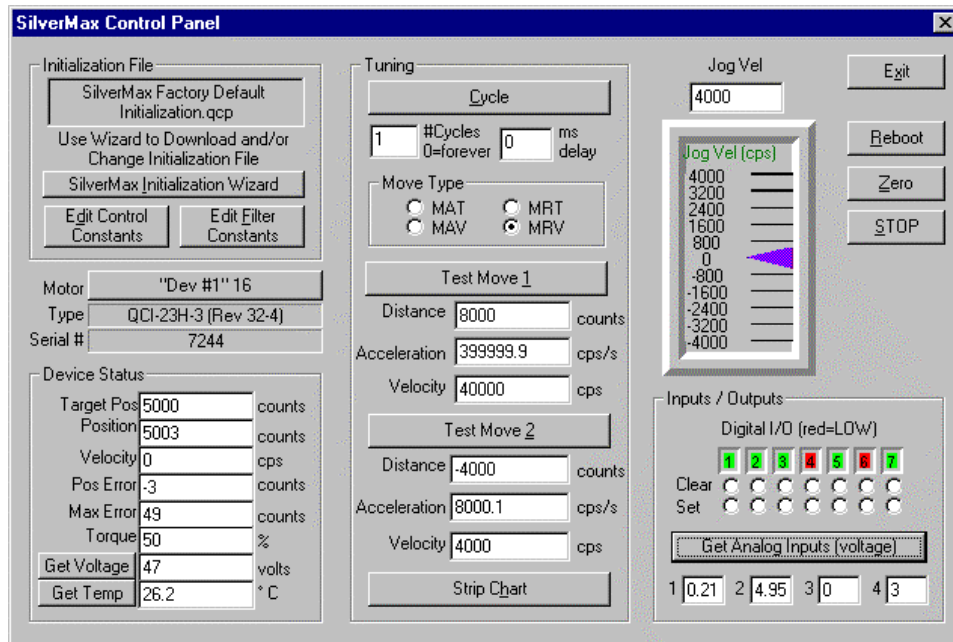 SilverMax Control Panel
Initialization File
SilverMax Factory Default
Initialization.qcp
Use Wizard to Download and/or
Change Initialization File
SilverMax Initialization Wizard
Edit Control
Constants
Edit Filter
Constants
Motor "Dev #1" 16
Type QCI-23H-3 (Rev 32-4)
Serial # 7244
Device Status
Target Pos 5000 counts
Position 5003 counts
Velocity 0 cps
Pos Error -3 counts
Max Error 49 counts
Torque 50 %
Get Voltage 47 volts
Get Temp 26.2 ° C
Tuning
Cycle
1 #Cycles
0=forever 0 ms
delay
Move Type
MAT MRT
MAV MRV
Test Move 1
Distance 8000 counts
Acceleration 399999.9 cps/s
Velocity 40000 cps
Test Move 2
Distance -4000 counts
Acceleration 8000.1 cps/s
Velocity 4000 cps
Strip Chart
Jog Vel
4000
Jog Vel (cps)
4000
3200
2400
1600
800
0
-800
-1600
-2400
-3200
-4000
Exit
Reboot
Zero
STOP
Inputs / Outputs
Digital I/O (red=LOW)
1 2 3 4 5 6 7
Clear
Set
Get Analog Inputs (voltage)
1 0.21 2 4.95 3 0 4 3